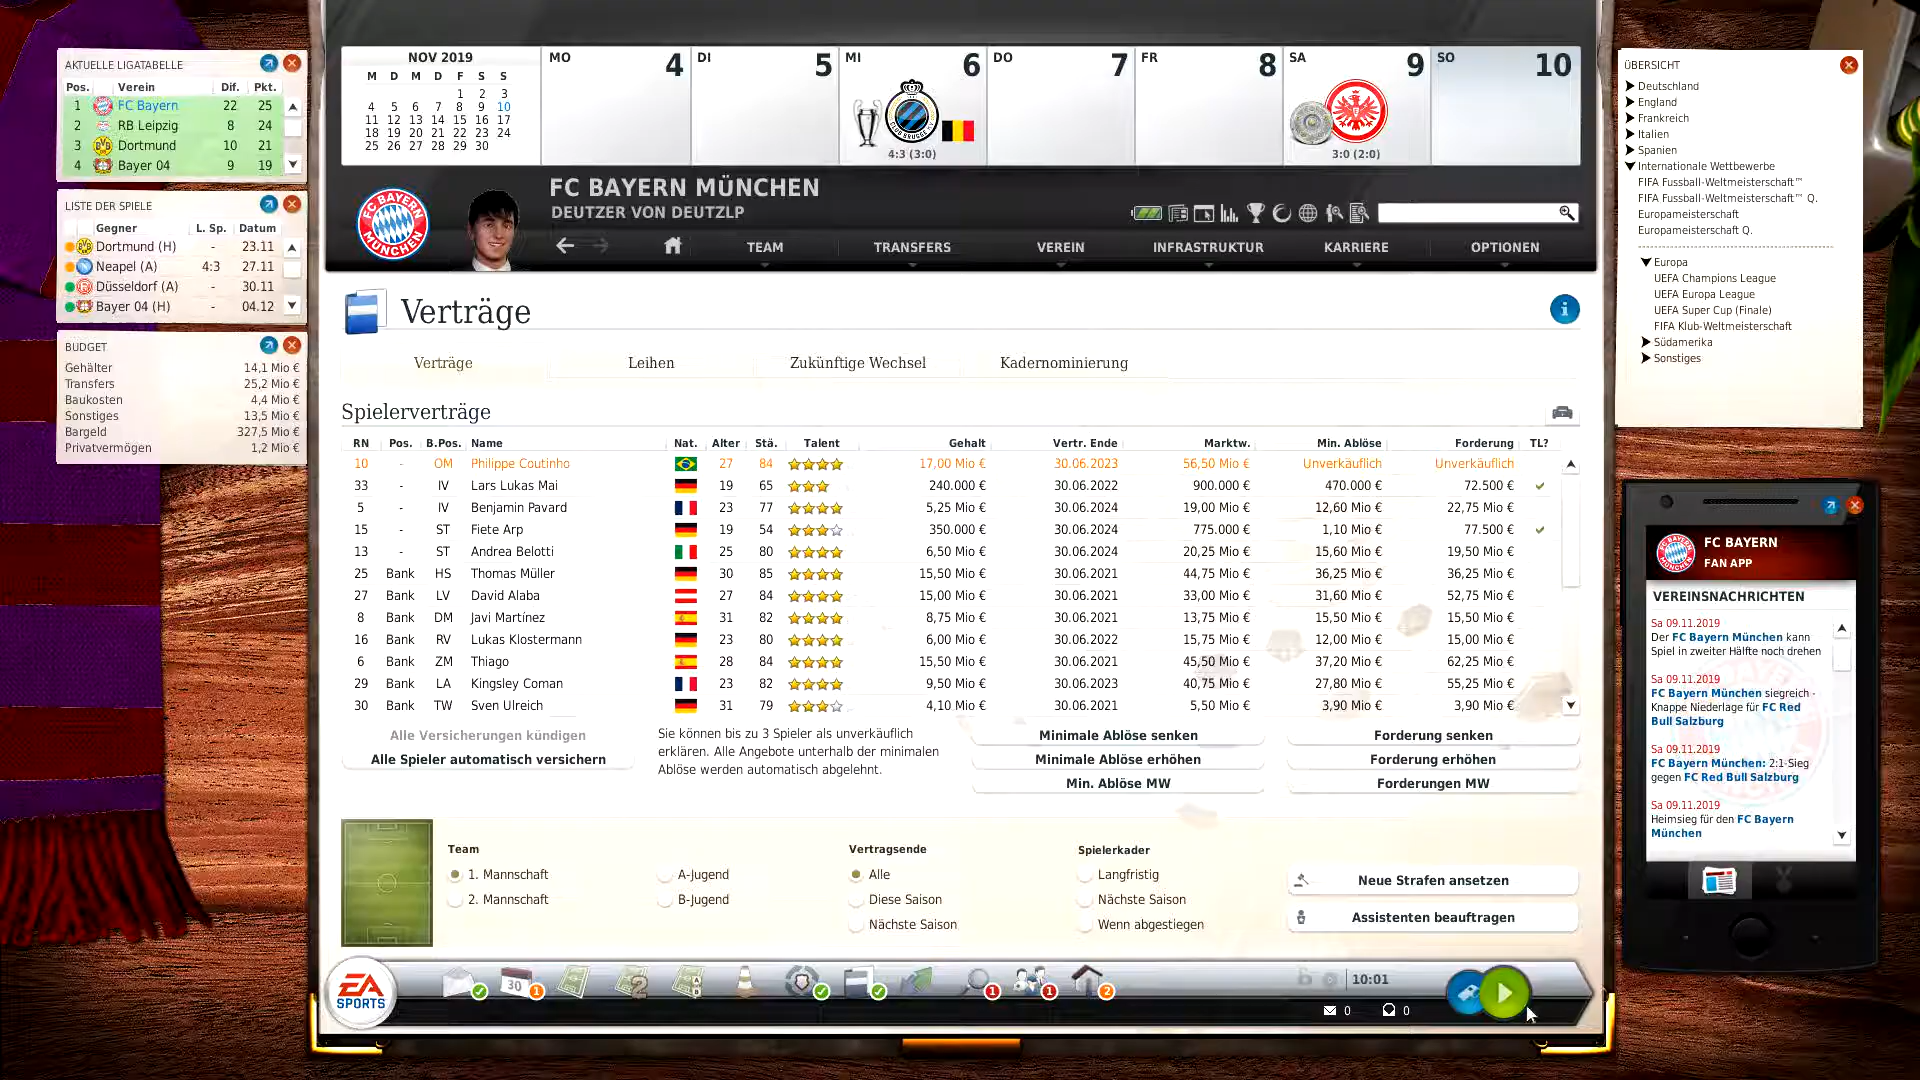 AKTUELLE LIGATABELLE
Pos. Verein Dif. Pkt.
1 FC Bayern 22 25
2 RB Leipzig 8 24
3 Dortmund 10 21
4 Bayer 04 9 19
LISTE DER SPIELE
Gegner L. Sp. Datum
Dortmund (H) - 23.11
Neapel (A) 4:3 27.11
Düsseldorf (A) - 30.11
Bayer 04 (H) - 04.12
BUDGET
Gehälter 14,1 Mio €
Transfers 25,2 Mio €
Baukosten 4,4 Mio €
Sonstiges 13,5 Mio €
Bargeld 327,5 Mio €
Privatvermögen 1,2 Mio €
NOV 2019
M D M D F S S
1 2 3
4 5 6 7 8 9 10
11 12 13 14 15 16 17
18 19 20 21 22 23 24
25 26 27 28 29 30
MO 4
DI 5
MI 6
4:3 (3:0)
DO 7
FR 8
SA 9
3:0 (2:0)
SO 10
FC BAYERN MÜNCHEN
DEUTZER VON DEUTZLP
TEAM TRANSFERS VEREIN INFRASTRUKTUR KARRIERE OPTIONEN
Verträge
Verträge Leihen Zukünftige Wechsel Kadernominierung
Spielerverträge
RN Pos. B.Pos. Name Nat. Alter Stä. Talent Gehalt Vertr. Ende Marktw. Min. Ablöse Forderung TL?
10 - OM Philippe Coutinho 27 84 17,00 Mio € 30.06.2023 56,50 Mio € Unverkäuflich Unverkäuflich
33 - IV Lars Lukas Mai 19 65 240.000 € 30.06.2022 900.000 € 470.000 € 72.500 €
5 - IV Benjamin Pavard 23 77 5,25 Mio € 30.06.2024 19,00 Mio € 12,60 Mio € 22,75 Mio €
15 - ST Fiete Arp 19 54 350.000 € 30.06.2024 775.000 € 1,10 Mio € 77.500 €
13 - ST Andrea Belotti 25 80 6,50 Mio € 30.06.2024 20,25 Mio € 15,60 Mio € 19,50 Mio €
25 Bank HS Thomas Müller 30 85 15,50 Mio € 30.06.2021 44,75 Mio € 36,25 Mio € 36,25 Mio €
27 Bank LV David Alaba 27 84 15,00 Mio € 30.06.2021 33,00 Mio € 31,60 Mio € 52,75 Mio €
8 Bank DM Javi Martínez 31 82 8,75 Mio € 30.06.2021 13,75 Mio € 15,50 Mio € 15,50 Mio €
16 Bank RV Lukas Klostermann 23 80 6,00 Mio € 30.06.2022 15,75 Mio € 12,00 Mio € 15,00 Mio €
6 Bank ZM Thiago 28 84 15,50 Mio € 30.06.2021 45,50 Mio € 37,20 Mio € 62,25 Mio €
29 Bank LA Kingsley Coman 23 82 9,50 Mio € 30.06.2023 40,75 Mio € 27,80 Mio € 55,25 Mio €
30 Bank TW Sven Ulreich 31 79 4,10 Mio € 30.06.2021 5,50 Mio € 3,90 Mio € 3,90 Mio €
Alle Versicherungen kündigen
Alle Spieler automatisch versichern
Sie können bis zu 3 Spieler als unverkäuflich
erklären. Alle Angebote unterhalb der minimalen
Ablöse werden automatisch abgelehnt.
Minimale Ablöse senken
Minimale Ablöse erhöhen
Min. Ablöse MW
Forderung senken
Forderung erhöhen
Forderungen MW
Team
1. Mannschaft
2. Mannschaft
A-Jugend
B-Jugend
Vertragsende
Alle
Diese Saison
Nächste Saison
Spielerkader
Langfristig
Nächste Saison
Wenn abgestiegen
Neue Strafen ansetzen
Assistenten beauftragen
EA
SPORTS
30
1
2
1
1
2
10:01
0 0
ÜBERSICHT
Deutschland
England
Frankreich
Italien
Spanien
Internationale Wettbewerbe
FIFA Fussball-Weltmeisterschaft™
FIFA Fussball-Weltmeisterschaft™ Q.
Europameisterschaft
Europameisterschaft Q.
Europa
UEFA Champions League
UEFA Europa League
UEFA Super Cup (Finale)
FIFA Klub-Weltmeisterschaft
Südamerika
Sonstiges
FC BAYERN
FAN APP
VEREINSNACHRICHTEN
Sa 09.11.2019
Der FC Bayern München kann
Spiel in zweiter Hälfte noch drehen
Sa 09.11.2019
FC Bayern München siegreich -
Knappe Niederlage für FC Red
Bull Salzburg
Sa 09.11.2019
FC Bayern München: 2:1-Sieg
gegen FC Red Bull Salzburg
Sa 09.11.2019
Heimsieg für den FC Bayern
München